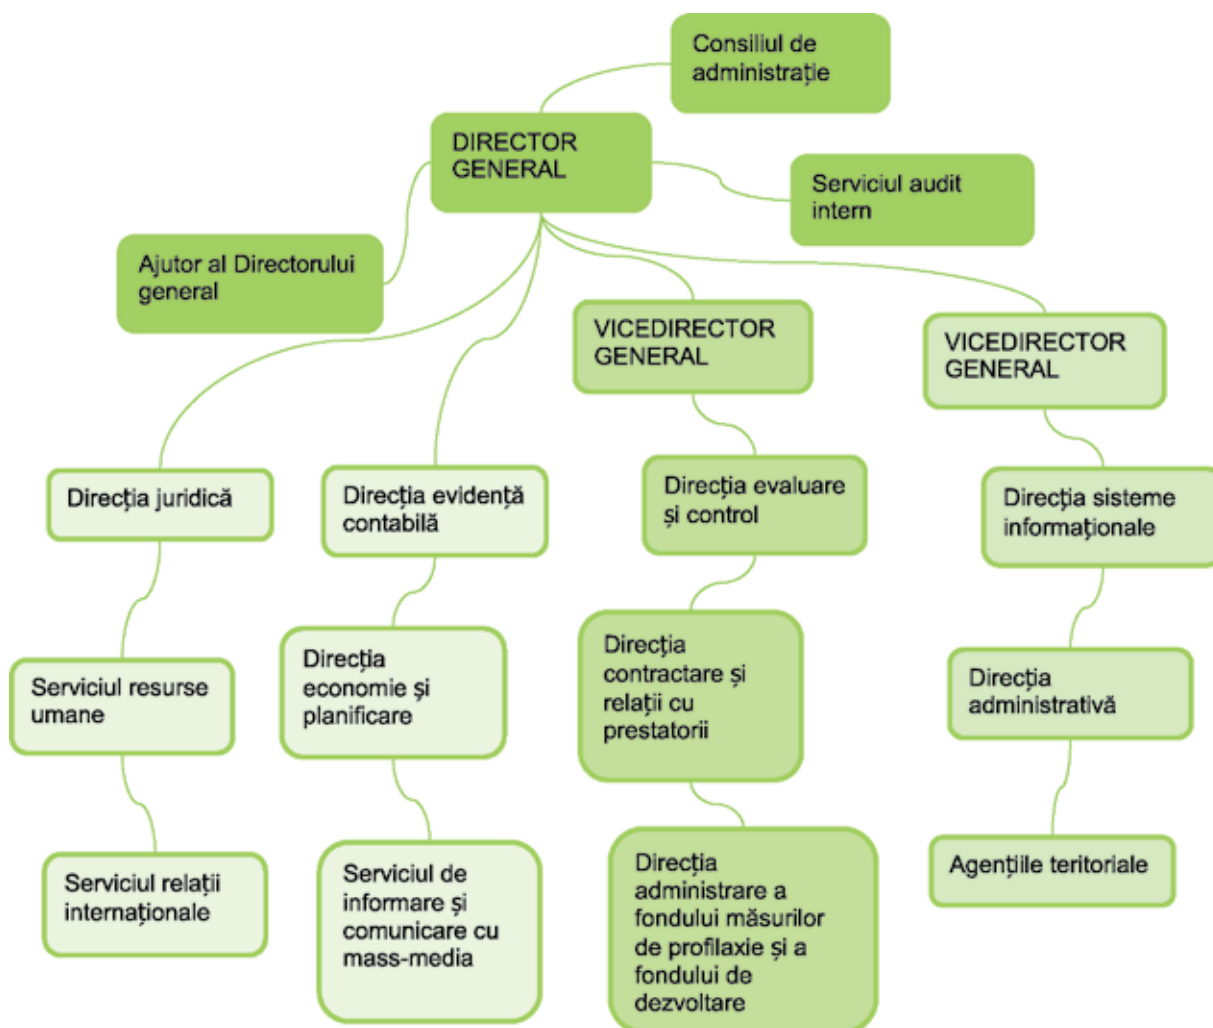 Consiliul de
administrație
DIRECTOR
GENERAL
Serviciul audit
intern
Ajutor al Directorului
general
VICEDIRECTOR
GENERAL
VICEDIRECTOR
GENERAL
Direcția juridică
Direcția evidență
contabilă
Direcția evaluare
și control
Direcția sisteme
informaționale
Serviciul resurse
umane
Direcția
economie și
planificare
Direcția
contractare și
relații cu
prestatorii
Direcția
administrativă
Serviciul relații
internaționale
Serviciul de
informare și
comunicare cu
mass-media
Direcția
administrare a
fondului măsurilor
de profilaxie și a
fondului de
dezvoltare
Agențiile teritoriale